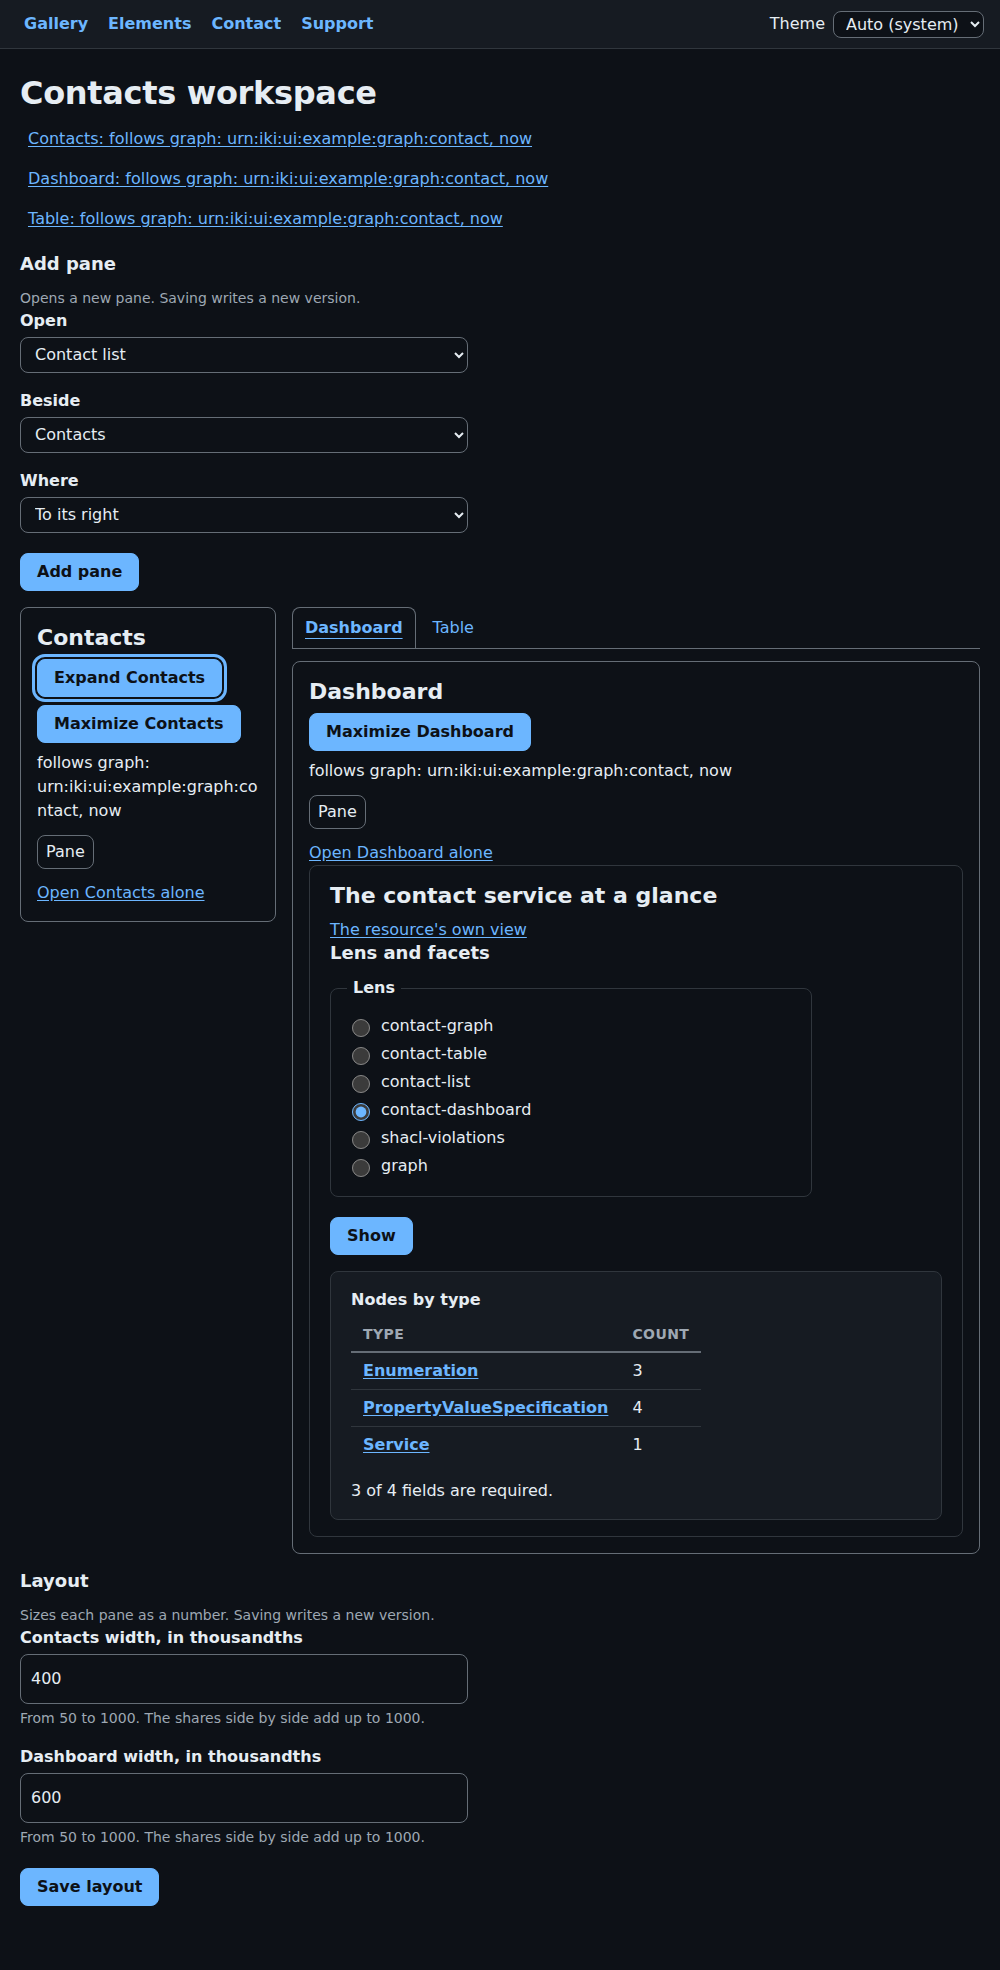 Gallery Elements Contact Support Theme Auto (system)
Contacts workspace
Contacts: follows graph: urn:iki:ui:example:graph:contact, now
Dashboard: follows graph: urn:iki:ui:example:graph:contact, now
Table: follows graph: urn:iki:ui:example:graph:contact, now
Add pane
Opens a new pane. Saving writes a new version.
Open
Contact list
Beside
Contacts
Where
To its right
Add pane
Contacts
Expand Contacts
Maximize Contacts
follows graph:
urn:iki:ui:example:graph:co
ntact, now
Pane
Open Contacts alone
Dashboard Table
Dashboard
Maximize Dashboard
follows graph: urn:iki:ui:example:graph:contact, now
Pane
Open Dashboard alone
The contact service at a glance
The resource's own view
Lens and facets
Lens
contact-graph
contact-table
contact-list
contact-dashboard
shacl-violations
graph
Show
Nodes by type
TYPE COUNT
Enumeration 3
PropertyValueSpecification 4
Service 1
3 of 4 fields are required.
Layout
Sizes each pane as a number. Saving writes a new version.
Contacts width, in thousandths
400
From 50 to 1000. The shares side by side add up to 1000.
Dashboard width, in thousandths
600
From 50 to 1000. The shares side by side add up to 1000.
Save layout